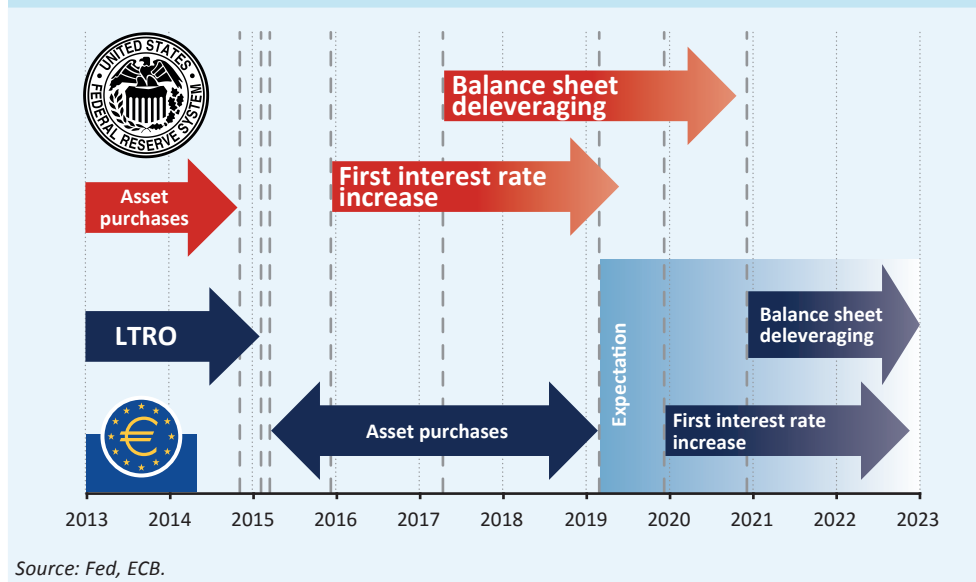 UNITED STATES
FEDERAL RESERVE SYSTEM
Balance sheet
deleveraging
First interest rate
increase
Asset
purchases
LTRO
Expectation
Balance sheet
deleveraging
€
Asset purchases
First interest rate
increase
2013 2014 2015 2016 2017 2018 2019 2020 2021 2022 2023
Source: Fed, ECB.